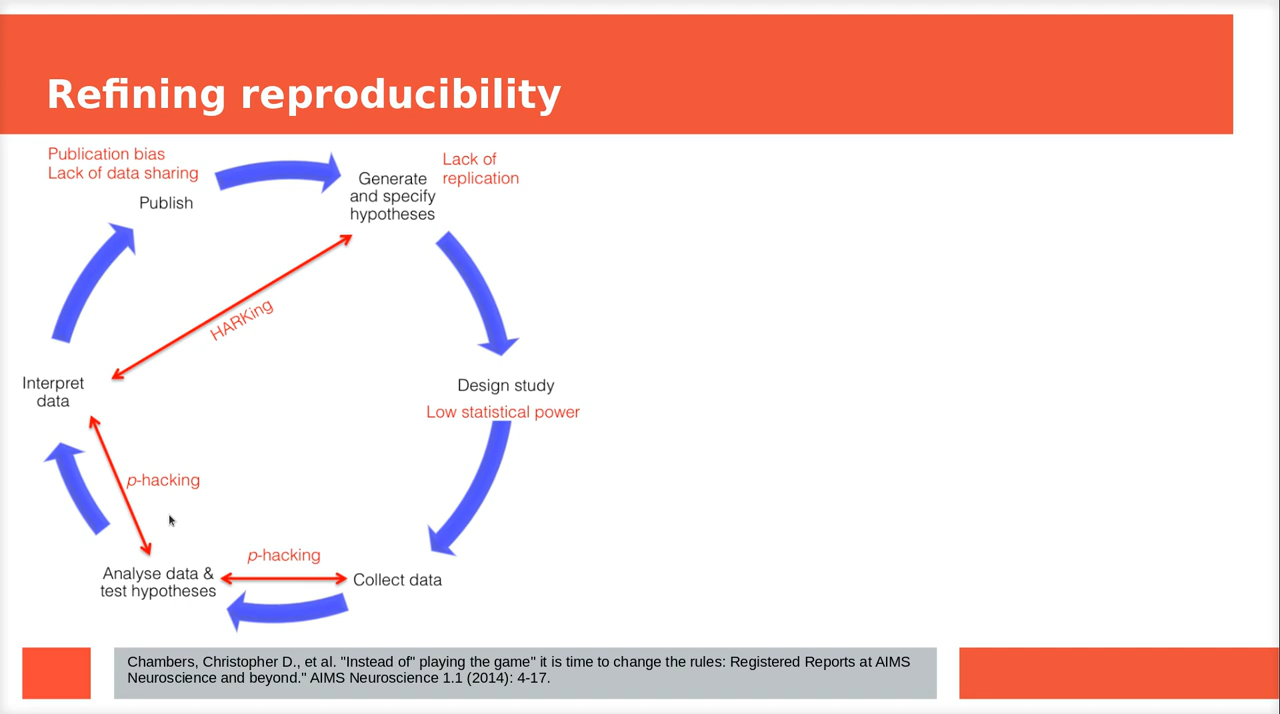 Refining reproducibility
Publication bias
Lack of data sharing
Publish
Generate
and specify
hypotheses
Lack of
replication
HARKing
Interpret
data
Design study
Low statistical power
p-hacking
p-hacking
Analyse data &
test hypotheses
Collect data
Chambers, Christopher D., et al. "Instead of" playing the game" it is time to change the rules: Registered Reports at AIMS
Neuroscience and beyond." AIMS Neuroscience 1.1 (2014): 4-17.